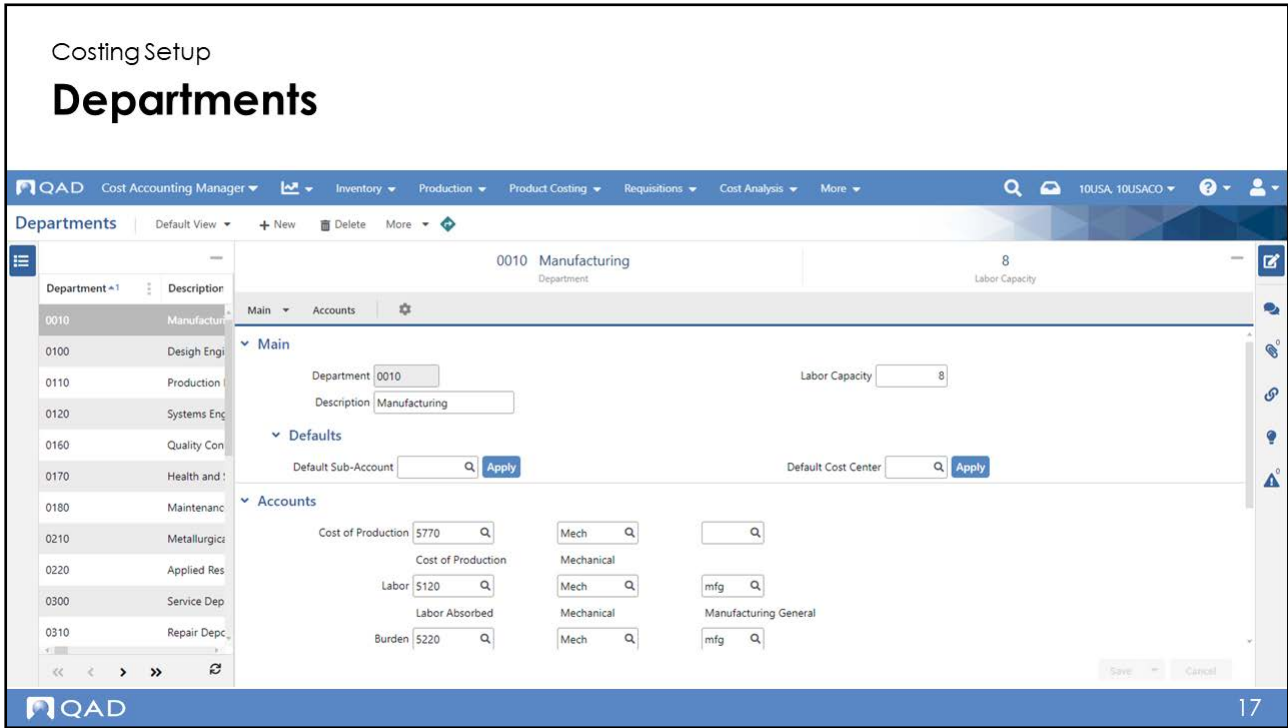 Costing Setup
Departments
QAD Cost Accounting Manager Inventory Production Product Costing Requisitions Cost Analysis More 10USA, 10USACO
Departments Default View + New Delete More
0010 Manufacturing 8
Department Labor Capacity
Department 1 Description
Main Accounts
0010 Manufacturi
Main
0100 Desigh Engi
Department 0010 Labor Capacity 8
0110 Production
Description Manufacturing
0120 Systems Eng
Defaults
0160 Quality Con
Default Sub-Account Apply Default Cost Center Apply
0170 Health and
Accounts
0180 Maintenanc
Cost of Production 5770 Mech
0210 Metallurgica
Cost of Production Mechanical
0220 Applied Res
Labor 5120 Mech mfg
0300 Service Dep
Labor Absorbed Mechanical Manufacturing General
0310 Repair Depc
Burden 5220 Mech mfg
Save Cancel
QAD 17